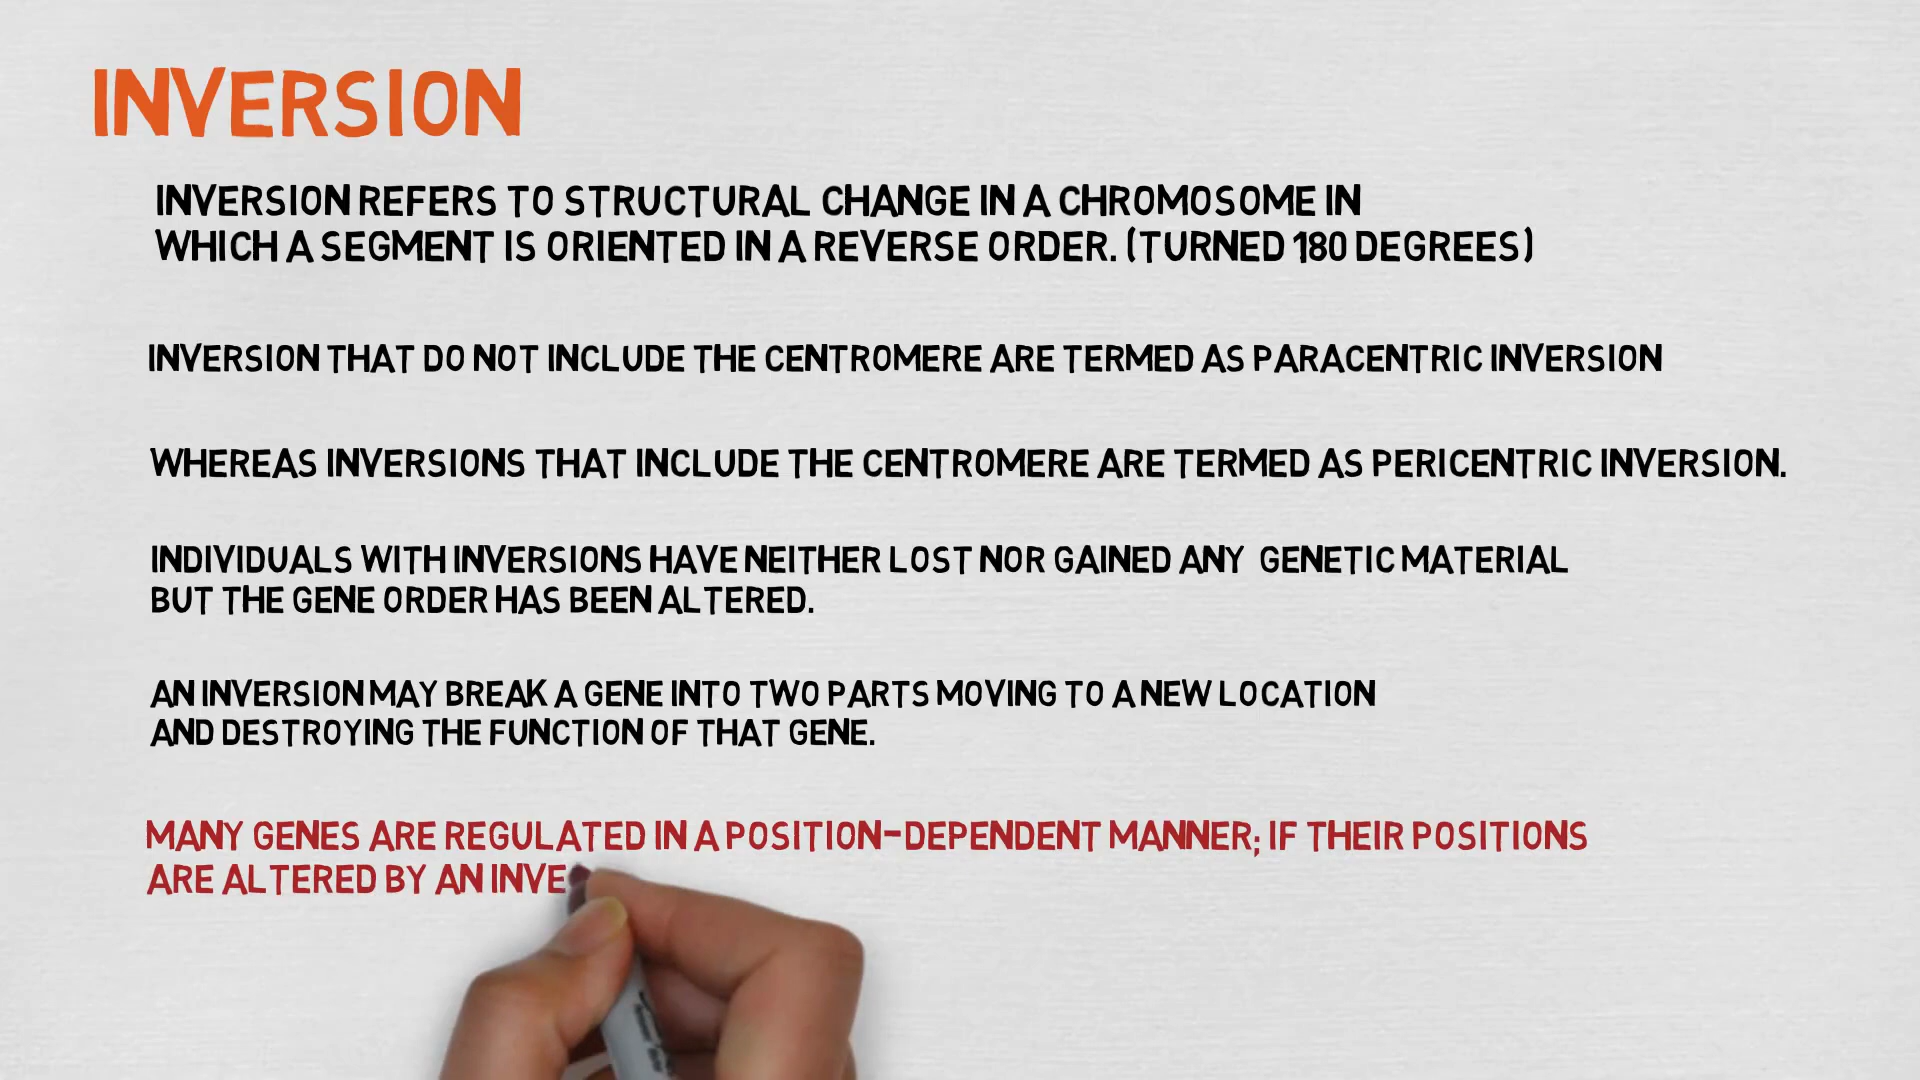 INVERSION
INVERSION REFERS TO STRUCTURAL CHANGE IN A CHROMOSOME IN
WHICH A SEGMENT IS ORIENTED IN A REVERSE ORDER. (TURNED 180 DEGREES)
INVERSION THAT DO NOT INCLUDE THE CENTROMERE ARE TERMED AS PARACENTRIC INVERSION
WHEREAS INVERSIONS THAT INCLUDE THE CENTROMERE ARE TERMED AS PERICENTRIC INVERSION.
INDIVIDUALS WITH INVERSIONS HAVE NEITHER LOST NOR GAINED ANY GENETIC MATERIAL
BUT THE GENE ORDER HAS BEEN ALTERED.
AN INVERSION MAY BREAK A GENE INTO TWO PARTS MOVING TO A NEW LOCATION
AND DESTROYING THE FUNCTION OF THAT GENE.
MANY GENES ARE REGULATED IN A POSITION-DEPENDENT MANNER; IF THEIR POSITIONS
ARE ALTERED BY AN INVE